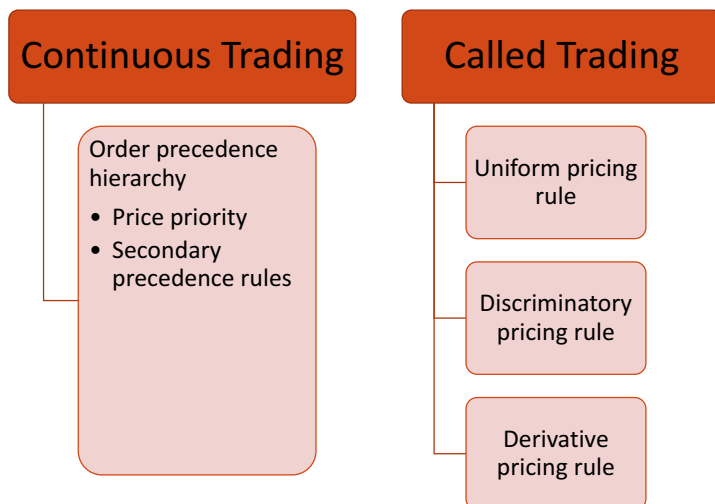 Continuous Trading
Order precedence
hierarchy
• Price priority
• Secondary
precedence rules
Called Trading
Uniform pricing
rule
Discriminatory
pricing rule
Derivative
pricing rule